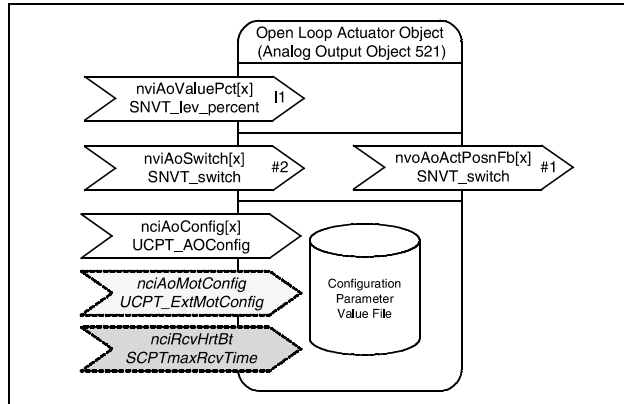 Open Loop Actuator Object
(Analog Output Object 521)
nviAoValuePct[x]
SNVT_lev_percent
I1
nviAoSwitch[x]
SNVT_switch
#2
nvoAoActPosnFb[x]
SNVT_switch
#1
nciAoConfig[x]
UCPT_AOConfig
nciAoMotConfig
UCPT_ExtMotConfig
nciRcvHrtBt
SCPTmaxRcvTime
Configuration
Parameter
Value File